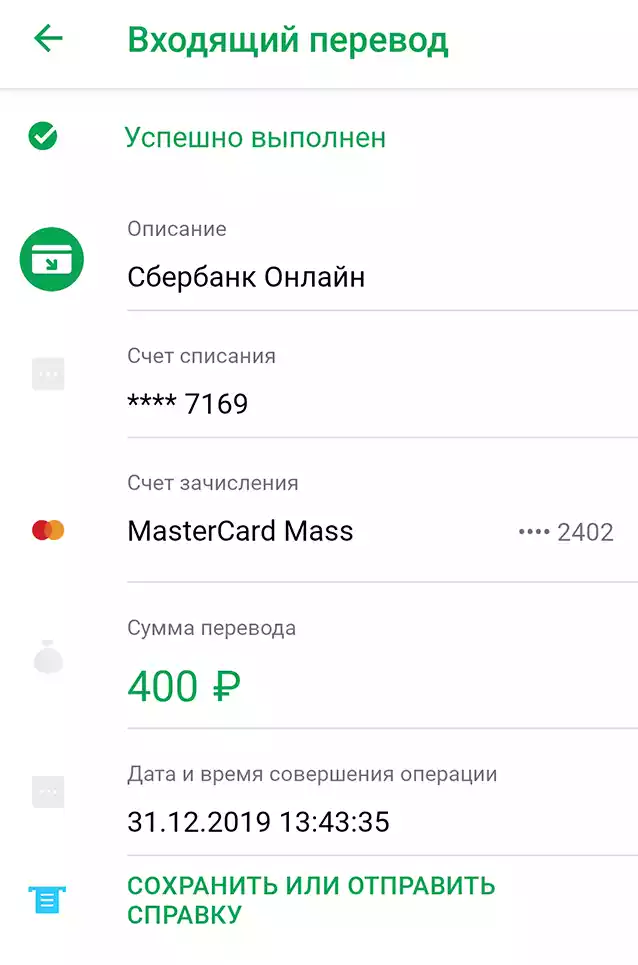 Входящий перевод
Успешно выполнен
Описание
Сбербанк Онлайн
Счет списания
**** 7169
Счет зачисления
MasterCard Mass •••• 2402
Сумма перевода
400 ₽
Дата и время совершения операции
31.12.2019 13:43:35
СОХРАНИТЬ ИЛИ ОТПРАВИТЬ
СПРАВКУ